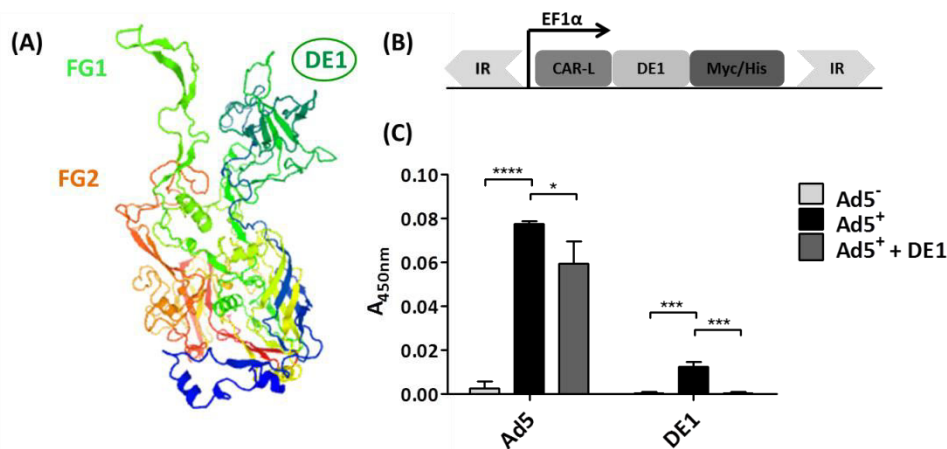 (A)
FG1
DE1
FG2
(B)
EF1α
IR CAR-L DE1 Myc/His IR
(C)
A450nm
0.10
0.08
0.06
0.04
0.02
0.00
**** *
*** ***
Ad5 DE1
Ad5-
Ad5+
Ad5+ + DE1